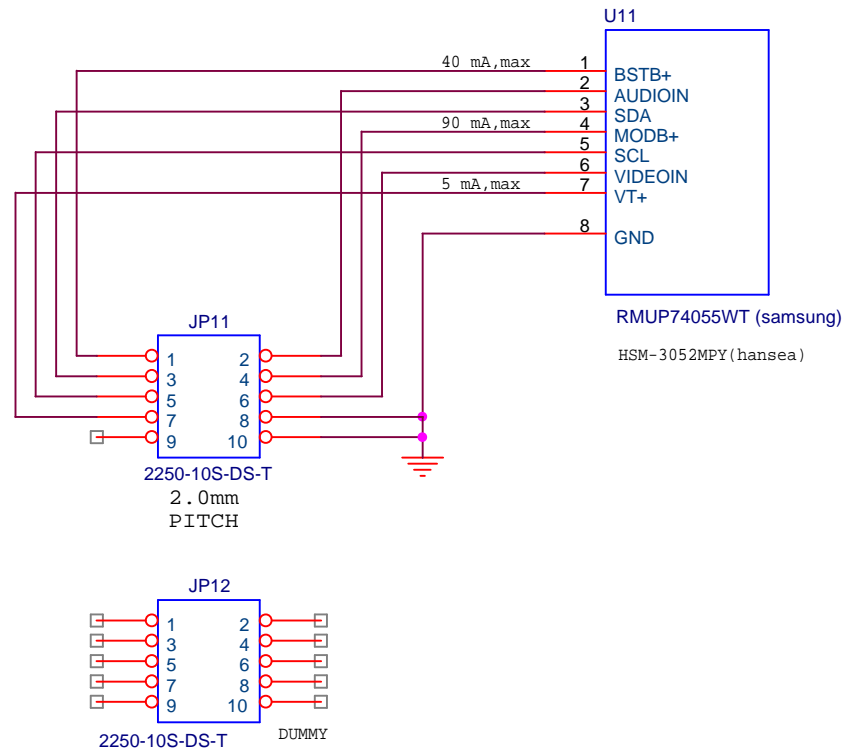 U11
40 mA,max
1 BSTB+
2 AUDIOIN
3 SDA
90 mA,max
4 MODB+
5 SCL
6 VIDEOIN
5 mA,max
7 VT+
8 GND
RMUP74055WT (samsung)
HSM-3052MPY(hansea)
JP11
1 2
3 4
5 6
7 8
9 10
2250-10S-DS-T
2.0mm
PITCH
JP12
1 2
3 4
5 6
7 8
9 10
2250-10S-DS-T
DUMMY